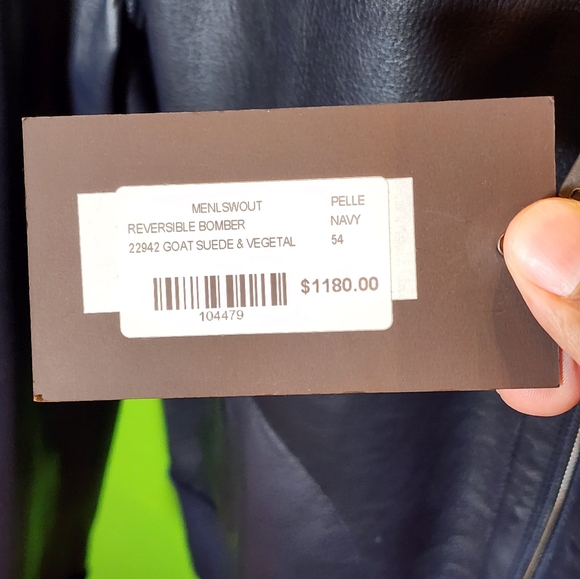 MENLSWOUT PELLE
REVERSIBLE BOMBER NAVY
22942 GOAT SUEDE & VEGETAL 54
$1180.00
104479